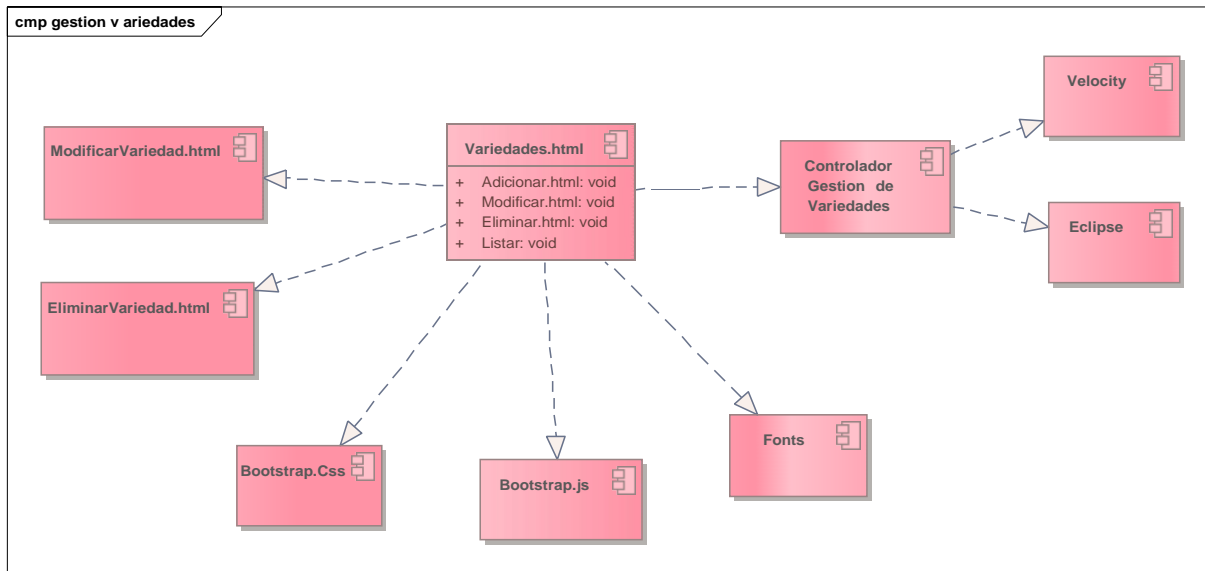 cmp gestion v ariedades
Velocity
ModificarVariedad.html
Variedades.html
+ Adicionar.html: void
+ Modificar.html: void
+ Eliminar.html: void
+ Listar: void
Controlador
Gestion de
Variedades
Eclipse
EliminarVariedad.html
Bootstrap.Css
Bootstrap.js
Fonts